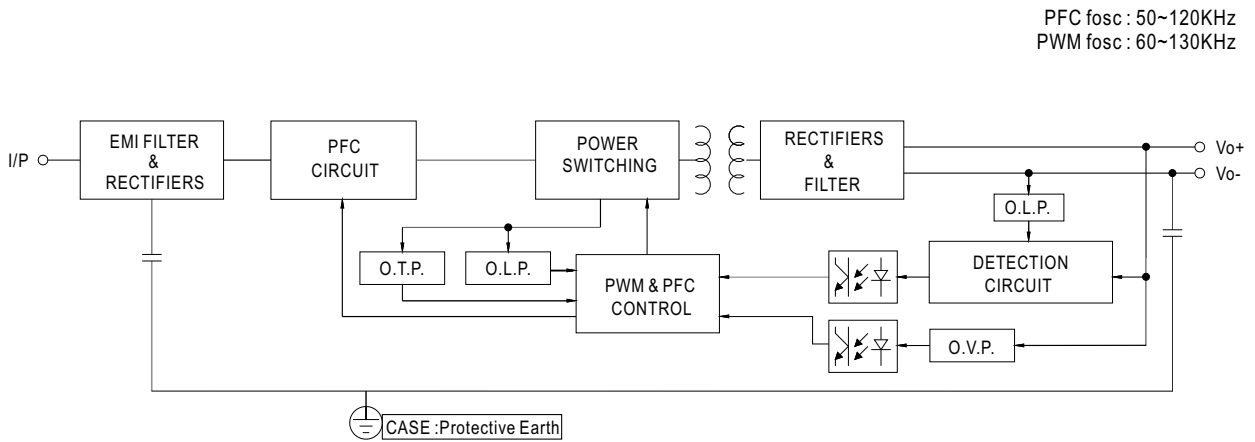 PFC fosc : 50~120KHz
PWM fosc : 60~130KHz
I/P
EMI FILTER
&
RECTIFIERS
PFC
CIRCUIT
POWER
SWITCHING
RECTIFIERS
&
FILTER
Vo+
Vo-
O.L.P.
O.T.P.
O.L.P.
PWM & PFC
CONTROL
DETECTION
CIRCUIT
O.V.P.
CASE :Protective Earth